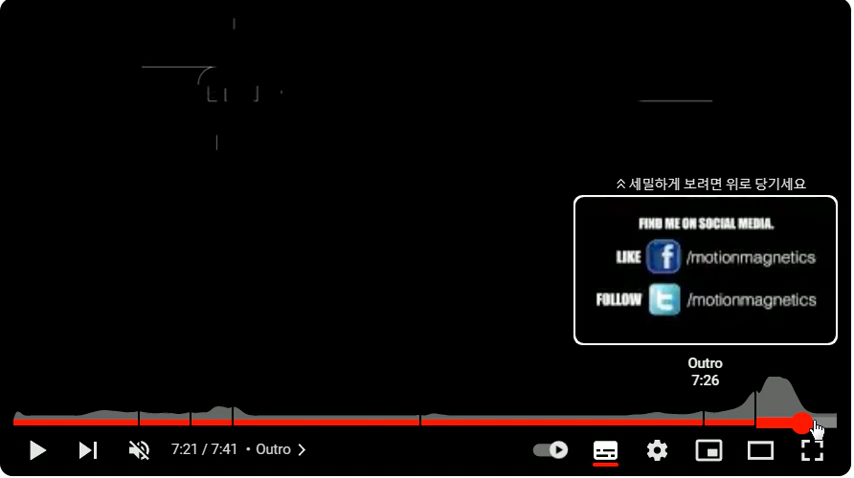 세밀하게 보려면 위로 당기세요
FIND ME ON SOCIAL MEDIA.
LIKE f /motionmagnetics
FOLLOW t /motionmagnetics
Outro
7:26
7:21 / 7:41 • Outro